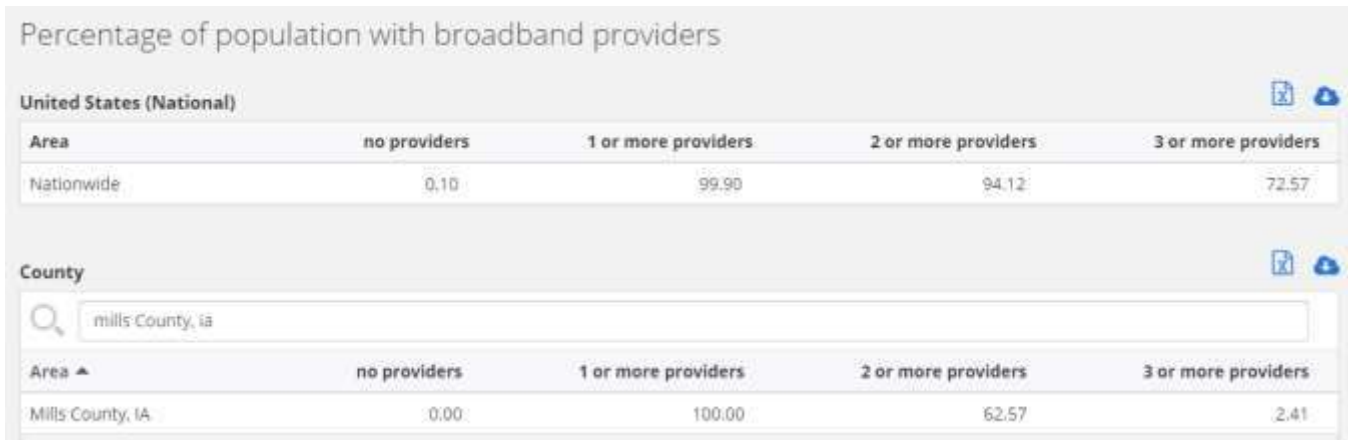 Percentage of population with broadband providers
United States (National)
Area no providers 1 or more providers 2 or more providers 3 or more providers
Nationwide 0.10 99.90 94.12 72.57
County
mills County, ia
Area no providers 1 or more providers 2 or more providers 3 or more providers
Mills County, IA 0.00 100.00 62.57 2.41